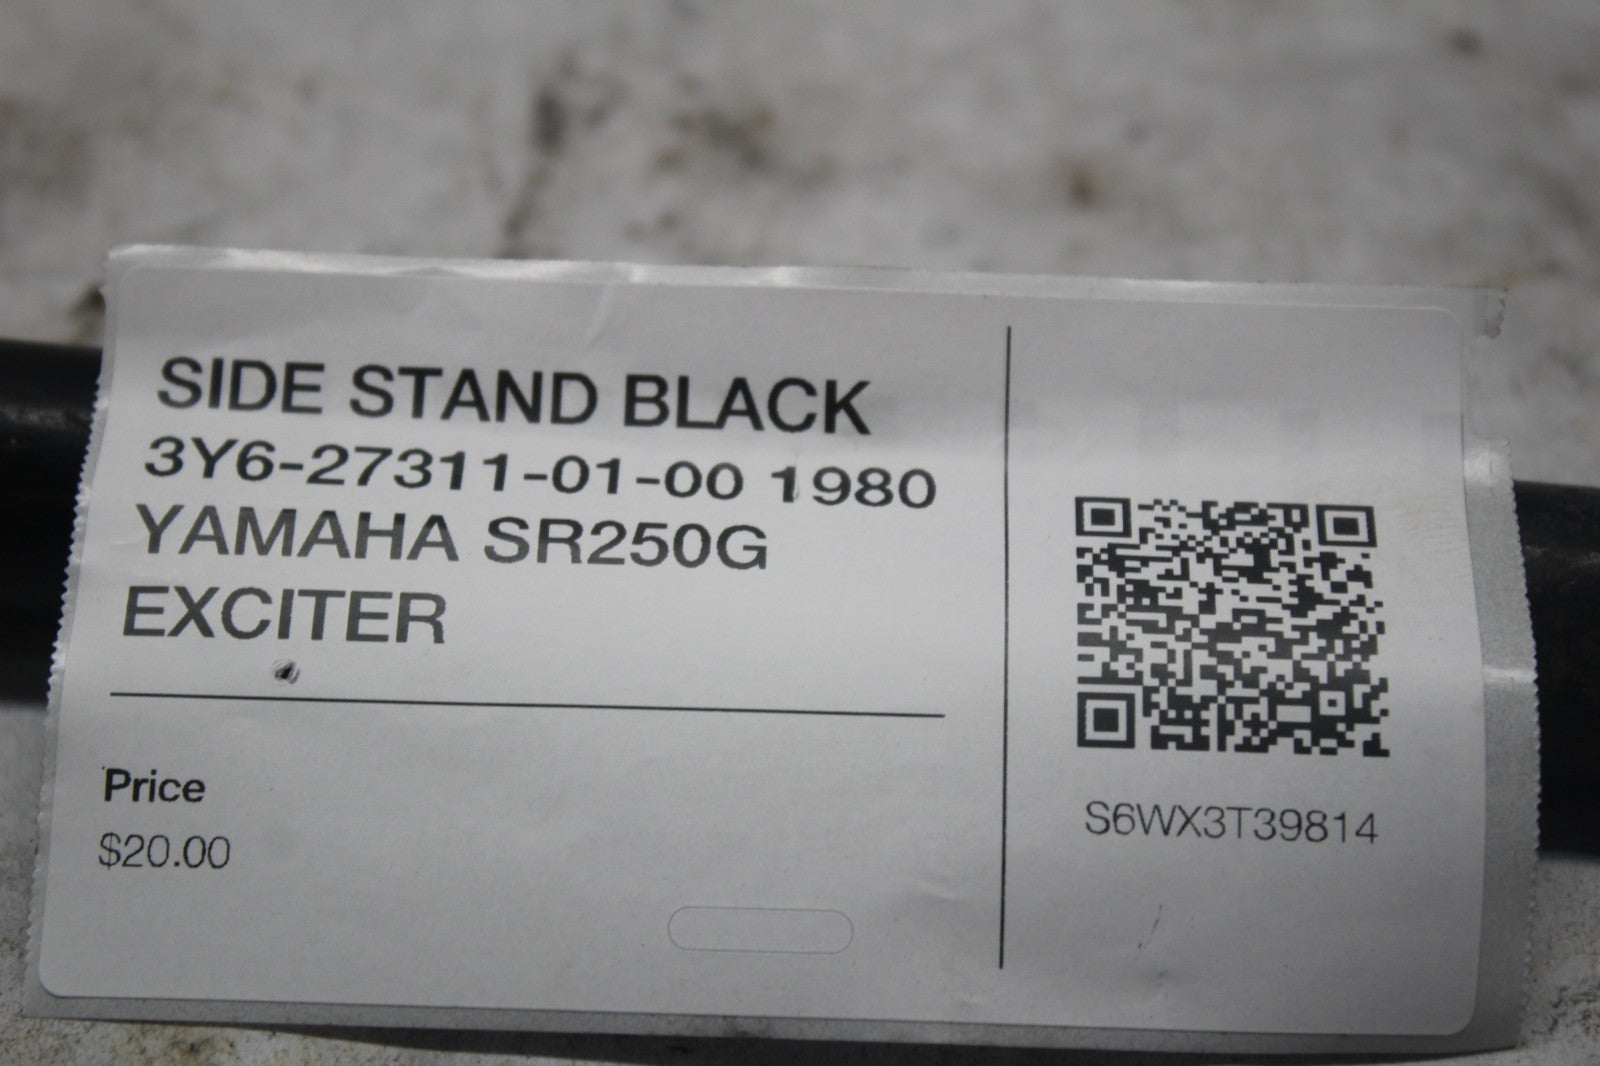 SIDE STAND BLACK
3Y6-27311-01-00 1980
YAMAHA SR250G
EXCITER
Price
$20.00
S6WX3T39814